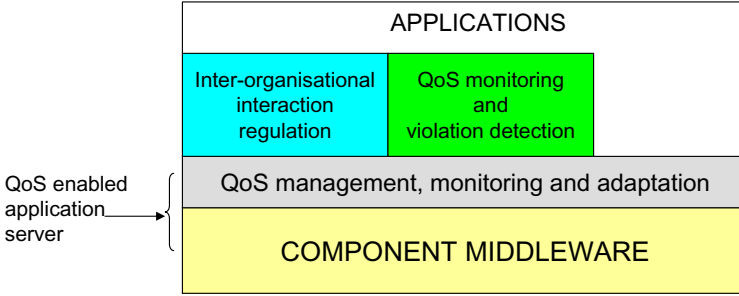 APPLICATIONS
Inter-organisational
interaction
regulation
QoS monitoring
and
violation detection
QoS management, monitoring and adaptation
QoS enabled
application
server
COMPONENT MIDDLEWARE